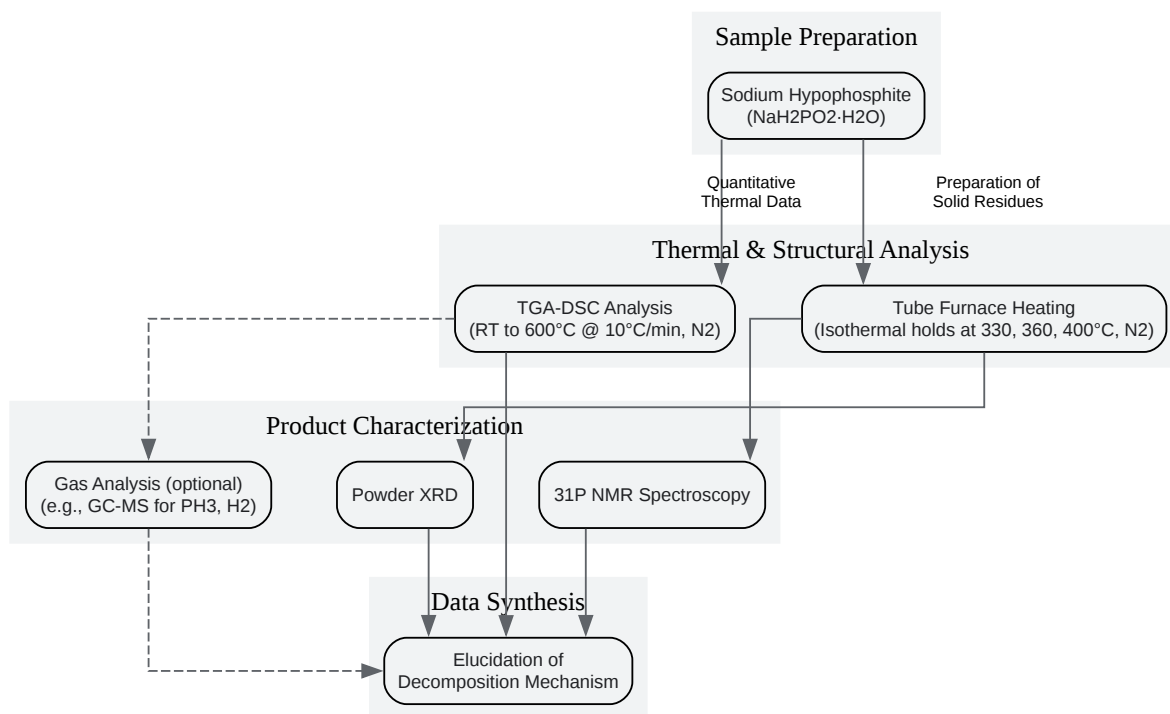 Sample Preparation
Sodium Hypophosphite
(NaH2PO2·H2O)
Quantitative
Thermal Data
Preparation of
Solid Residues
Thermal & Structural Analysis
TGA-DSC Analysis
(RT to 600°C @ 10°C/min, N2)
Tube Furnace Heating
(Isothermal holds at 330, 360, 400°C, N2)
Product Characterization
Gas Analysis (optional)
(e.g., GC-MS for PH3, H2)
Powder XRD
31P NMR Spectroscopy
Data Synthesis
Elucidation of
Decomposition Mechanism